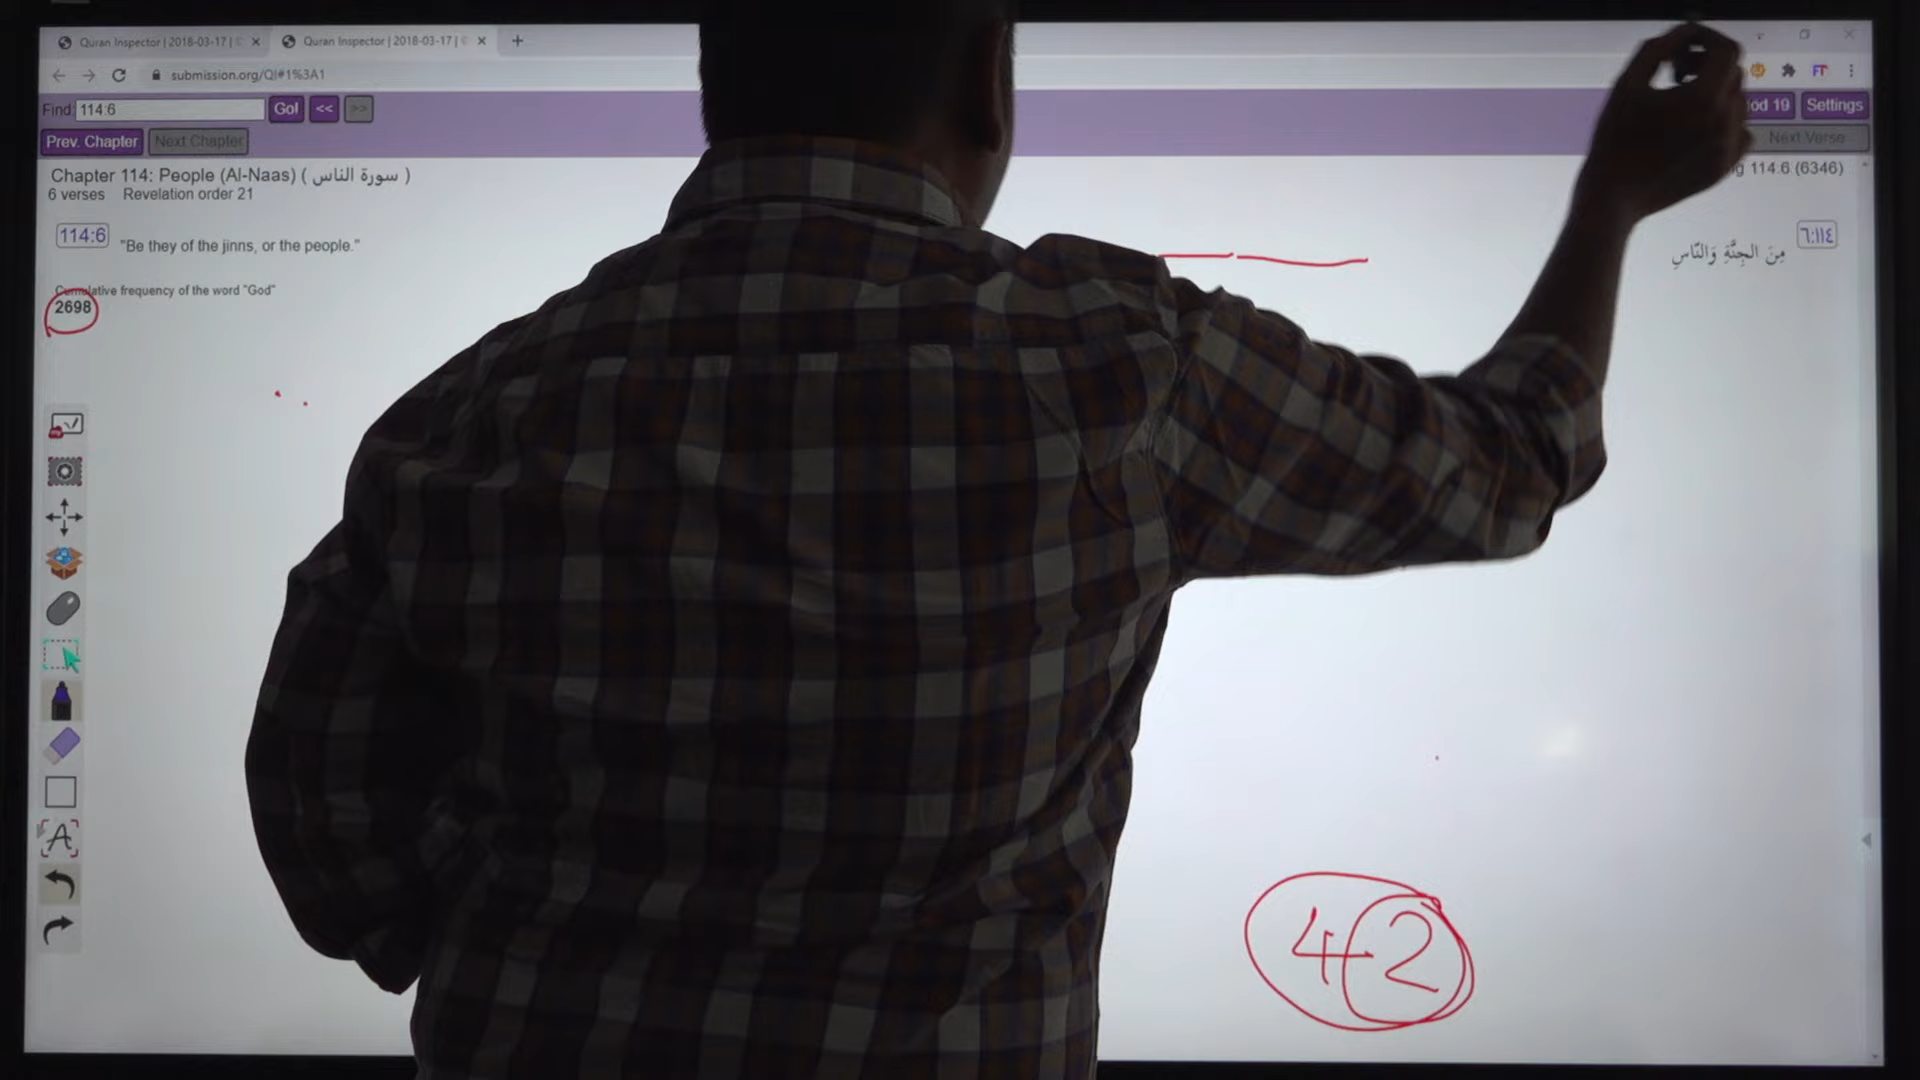 Quran Inspector | 2018-03-17 | ©
Quran Inspector | 2018-03-17 | ©
submission.org/QI#1%3A1
Find: 114:6 Go! << >>
19 Settings
Prev. Chapter Next Chapter
Next Verse
Chapter 114: People (Al-Naas) ( سورة الناس )
114:6 (6346)
6 verses Revelation order 21
114:6 "Be they of the jinns, or the people."
٦:١١٤ مِنَ الجِنَّةِ وَالنّاسِ
Cumulative frequency of the word "God"
2698
42